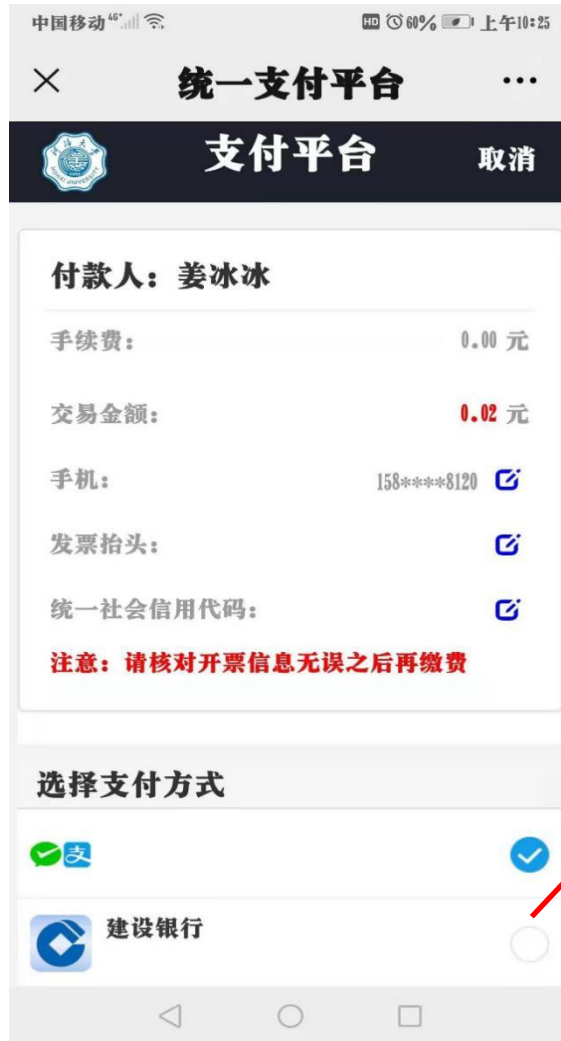 中国移动 4G⁺ HD 60% 上午10:25
统一支付平台
支付平台 取消
付款人：姜冰冰
手续费： 0.00 元
交易金额： 0.02 元
手机： 158****8120
发票抬头：
统一社会信用代码：
注意：请核对开票信息无误之后再缴费
选择支付方式
支
建设银行